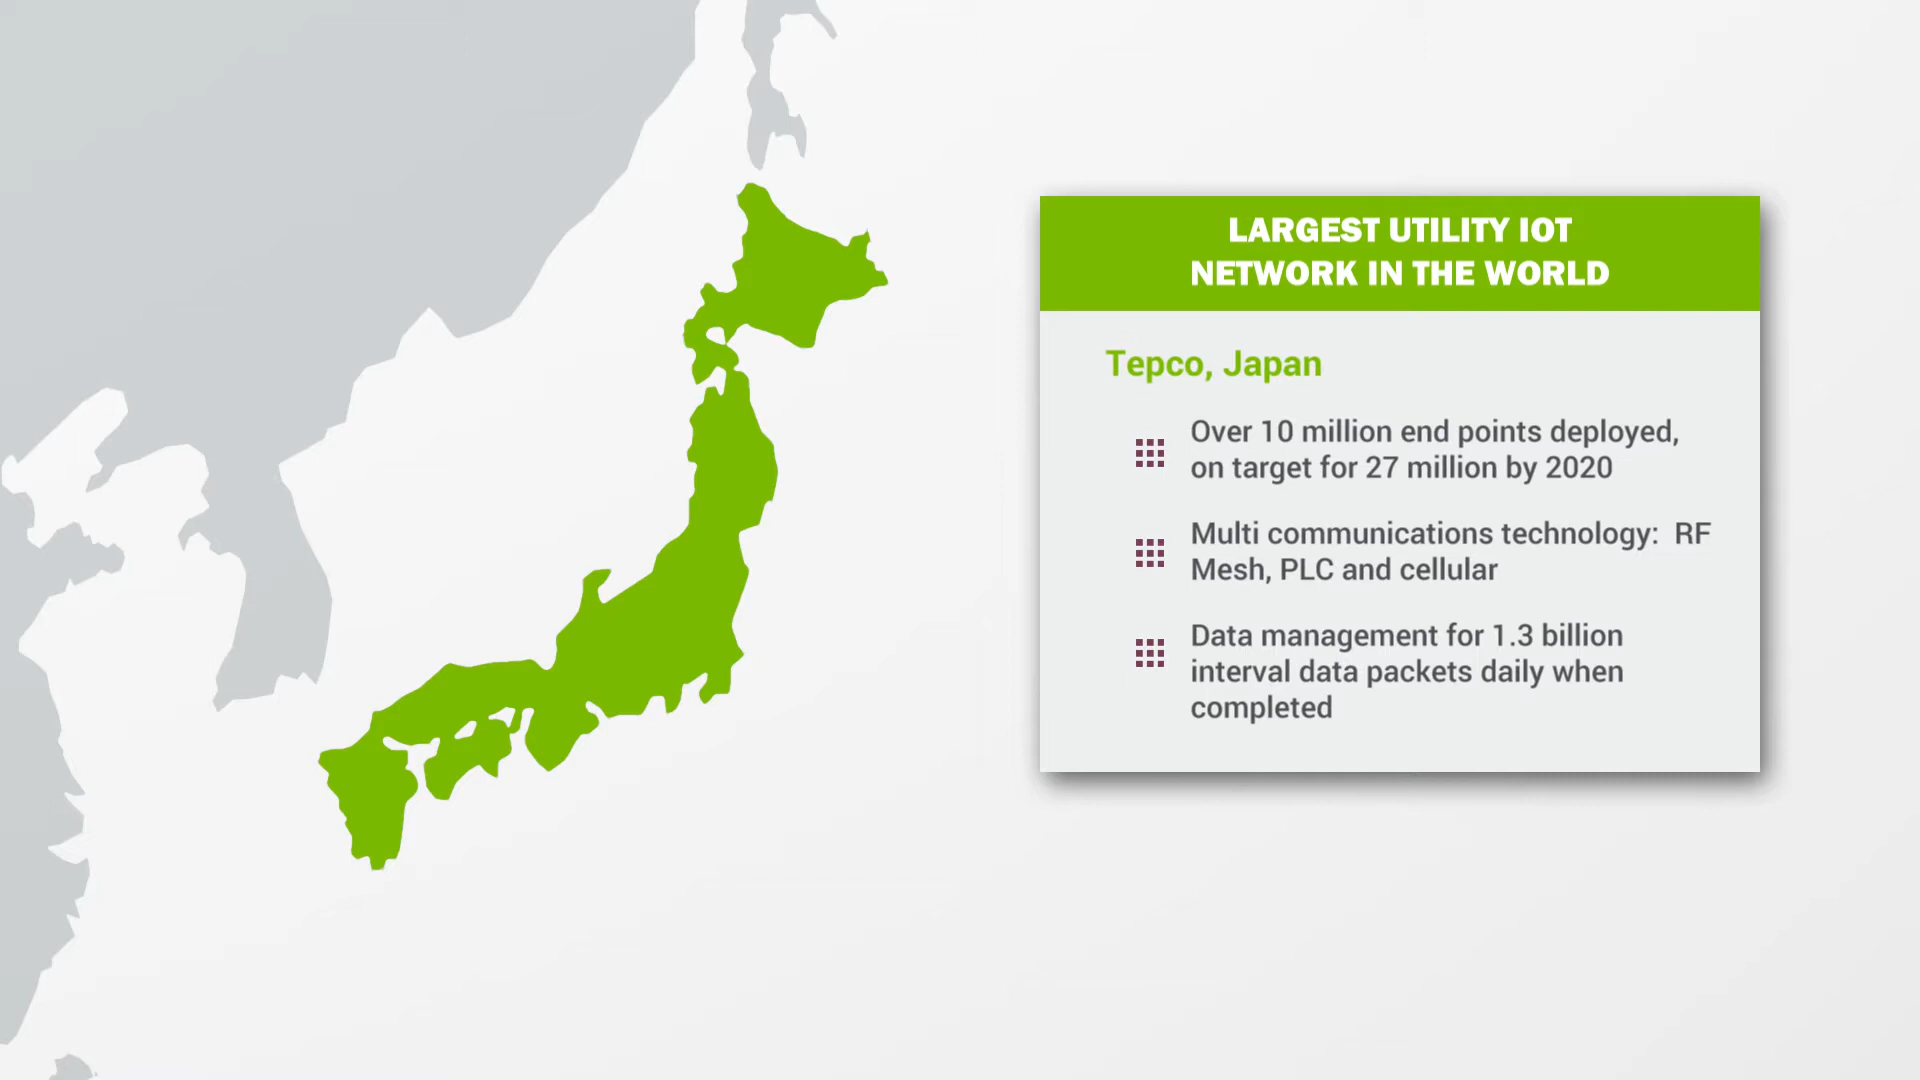 LARGEST UTILITY IOT
NETWORK IN THE WORLD
Tepco, Japan
Over 10 million end points deployed,
on target for 27 million by 2020
Multi communications technology:  RF
Mesh, PLC and cellular
Data management for 1.3 billion
interval data packets daily when
completed